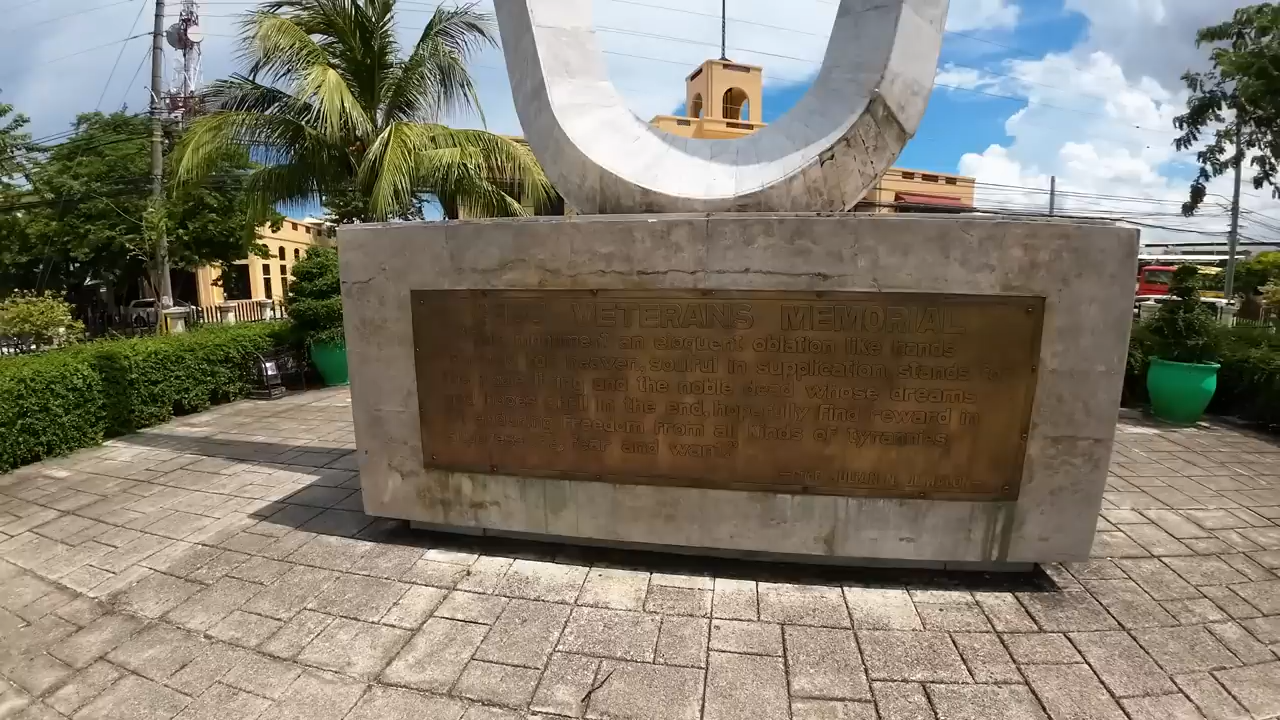 VETERANS MEMORIAL
monument an eloquent oblation like hands
heaven, soulful in supplication, stands
and the noble dead whose dreams
in the end, hopefully find reward in
Freedom from all kinds of tyrannies
fear and want"